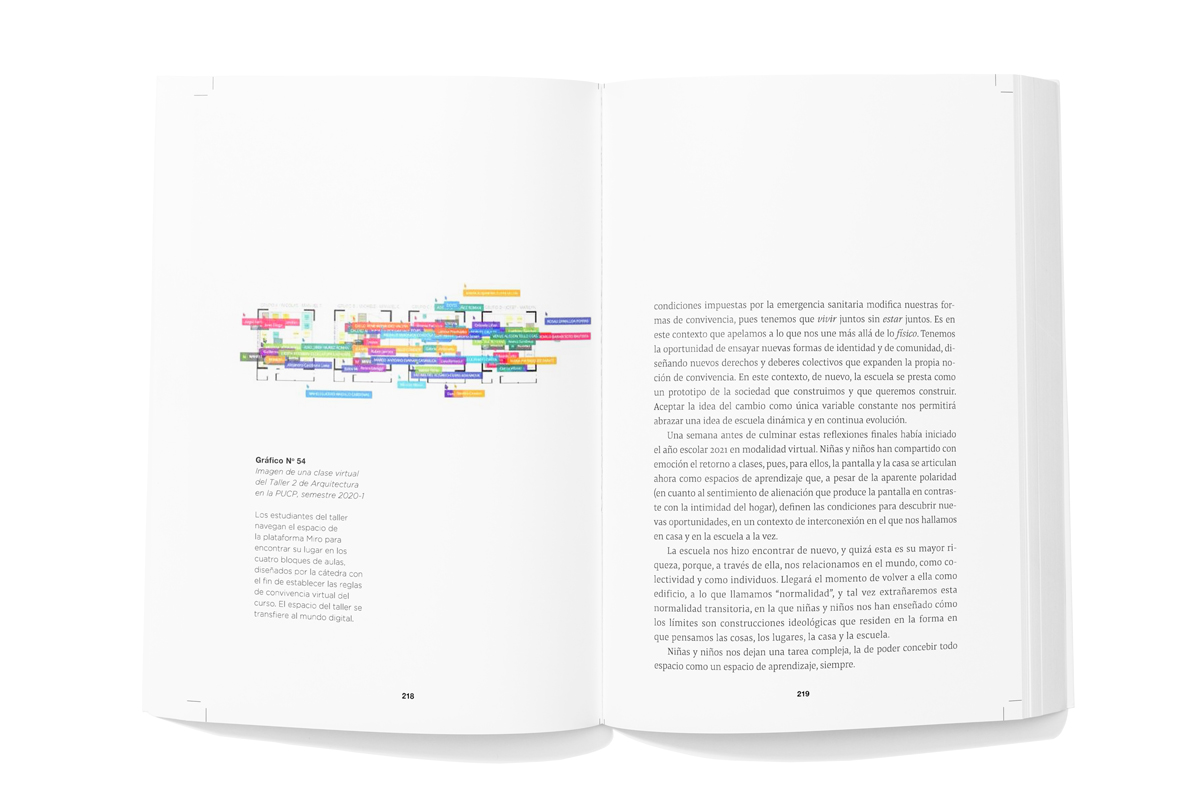 Gráfico Nº 54
Imagen de una clase virtual
del Taller 2 de Arquitectura
en la PUCP, semestre 2020-1
Los estudiantes del taller
navegan el espacio de
la plataforma Miro para
encontrar su lugar en los
cuatro bloques de aulas,
diseñados por la cátedra con
el fin de establecer las reglas
de convivencia virtual del
curso. El espacio del taller se
transfiere al mundo digital.
218
condiciones impuestas por la emergencia sanitaria modifica nuestras for-
mas de convivencia, pues tenemos que vivir juntos sin estar juntos. Es en
este contexto que apelamos a lo que nos une más allá de lo físico. Tenemos
la oportunidad de ensayar nuevas formas de identidad y de comunidad, di-
señando nuevos derechos y deberes colectivos que expanden la propia no-
ción de convivencia. En este contexto, de nuevo, la escuela se presta como
un prototipo de la sociedad que construimos y que queremos construir.
Aceptar la idea del cambio como única variable constante nos permitirá
abrazar una idea de escuela dinámica y en continua evolución.
Una semana antes de culminar estas reflexiones finales había iniciado
el año escolar 2021 en modalidad virtual. Niñas y niños han compartido con
emoción el retorno a clases, pues, para ellos, la pantalla y la casa se articulan
ahora como espacios de aprendizaje que, a pesar de la aparente polaridad
(en cuanto al sentimiento de alienación que produce la pantalla en contras-
te con la intimidad del hogar), definen las condiciones para descubrir nue-
vas oportunidades, en un contexto de interconexión en el que nos hallamos
en casa y en la escuela a la vez.
La escuela nos hizo encontrar de nuevo, y quizá esta es su mayor ri-
queza, porque, a través de ella, nos relacionamos en el mundo, como co-
lectividad y como individuos. Llegará el momento de volver a ella como
edificio, a lo que llamamos “normalidad”, y tal vez extrañaremos esta
normalidad transitoria, en la que niñas y niños nos han enseñado cómo
los límites son construcciones ideológicas que residen en la forma en
que pensamos las cosas, los lugares, la casa y la escuela.
Niñas y niños nos dejan una tarea compleja, la de poder concebir todo
espacio como un espacio de aprendizaje, siempre.
219